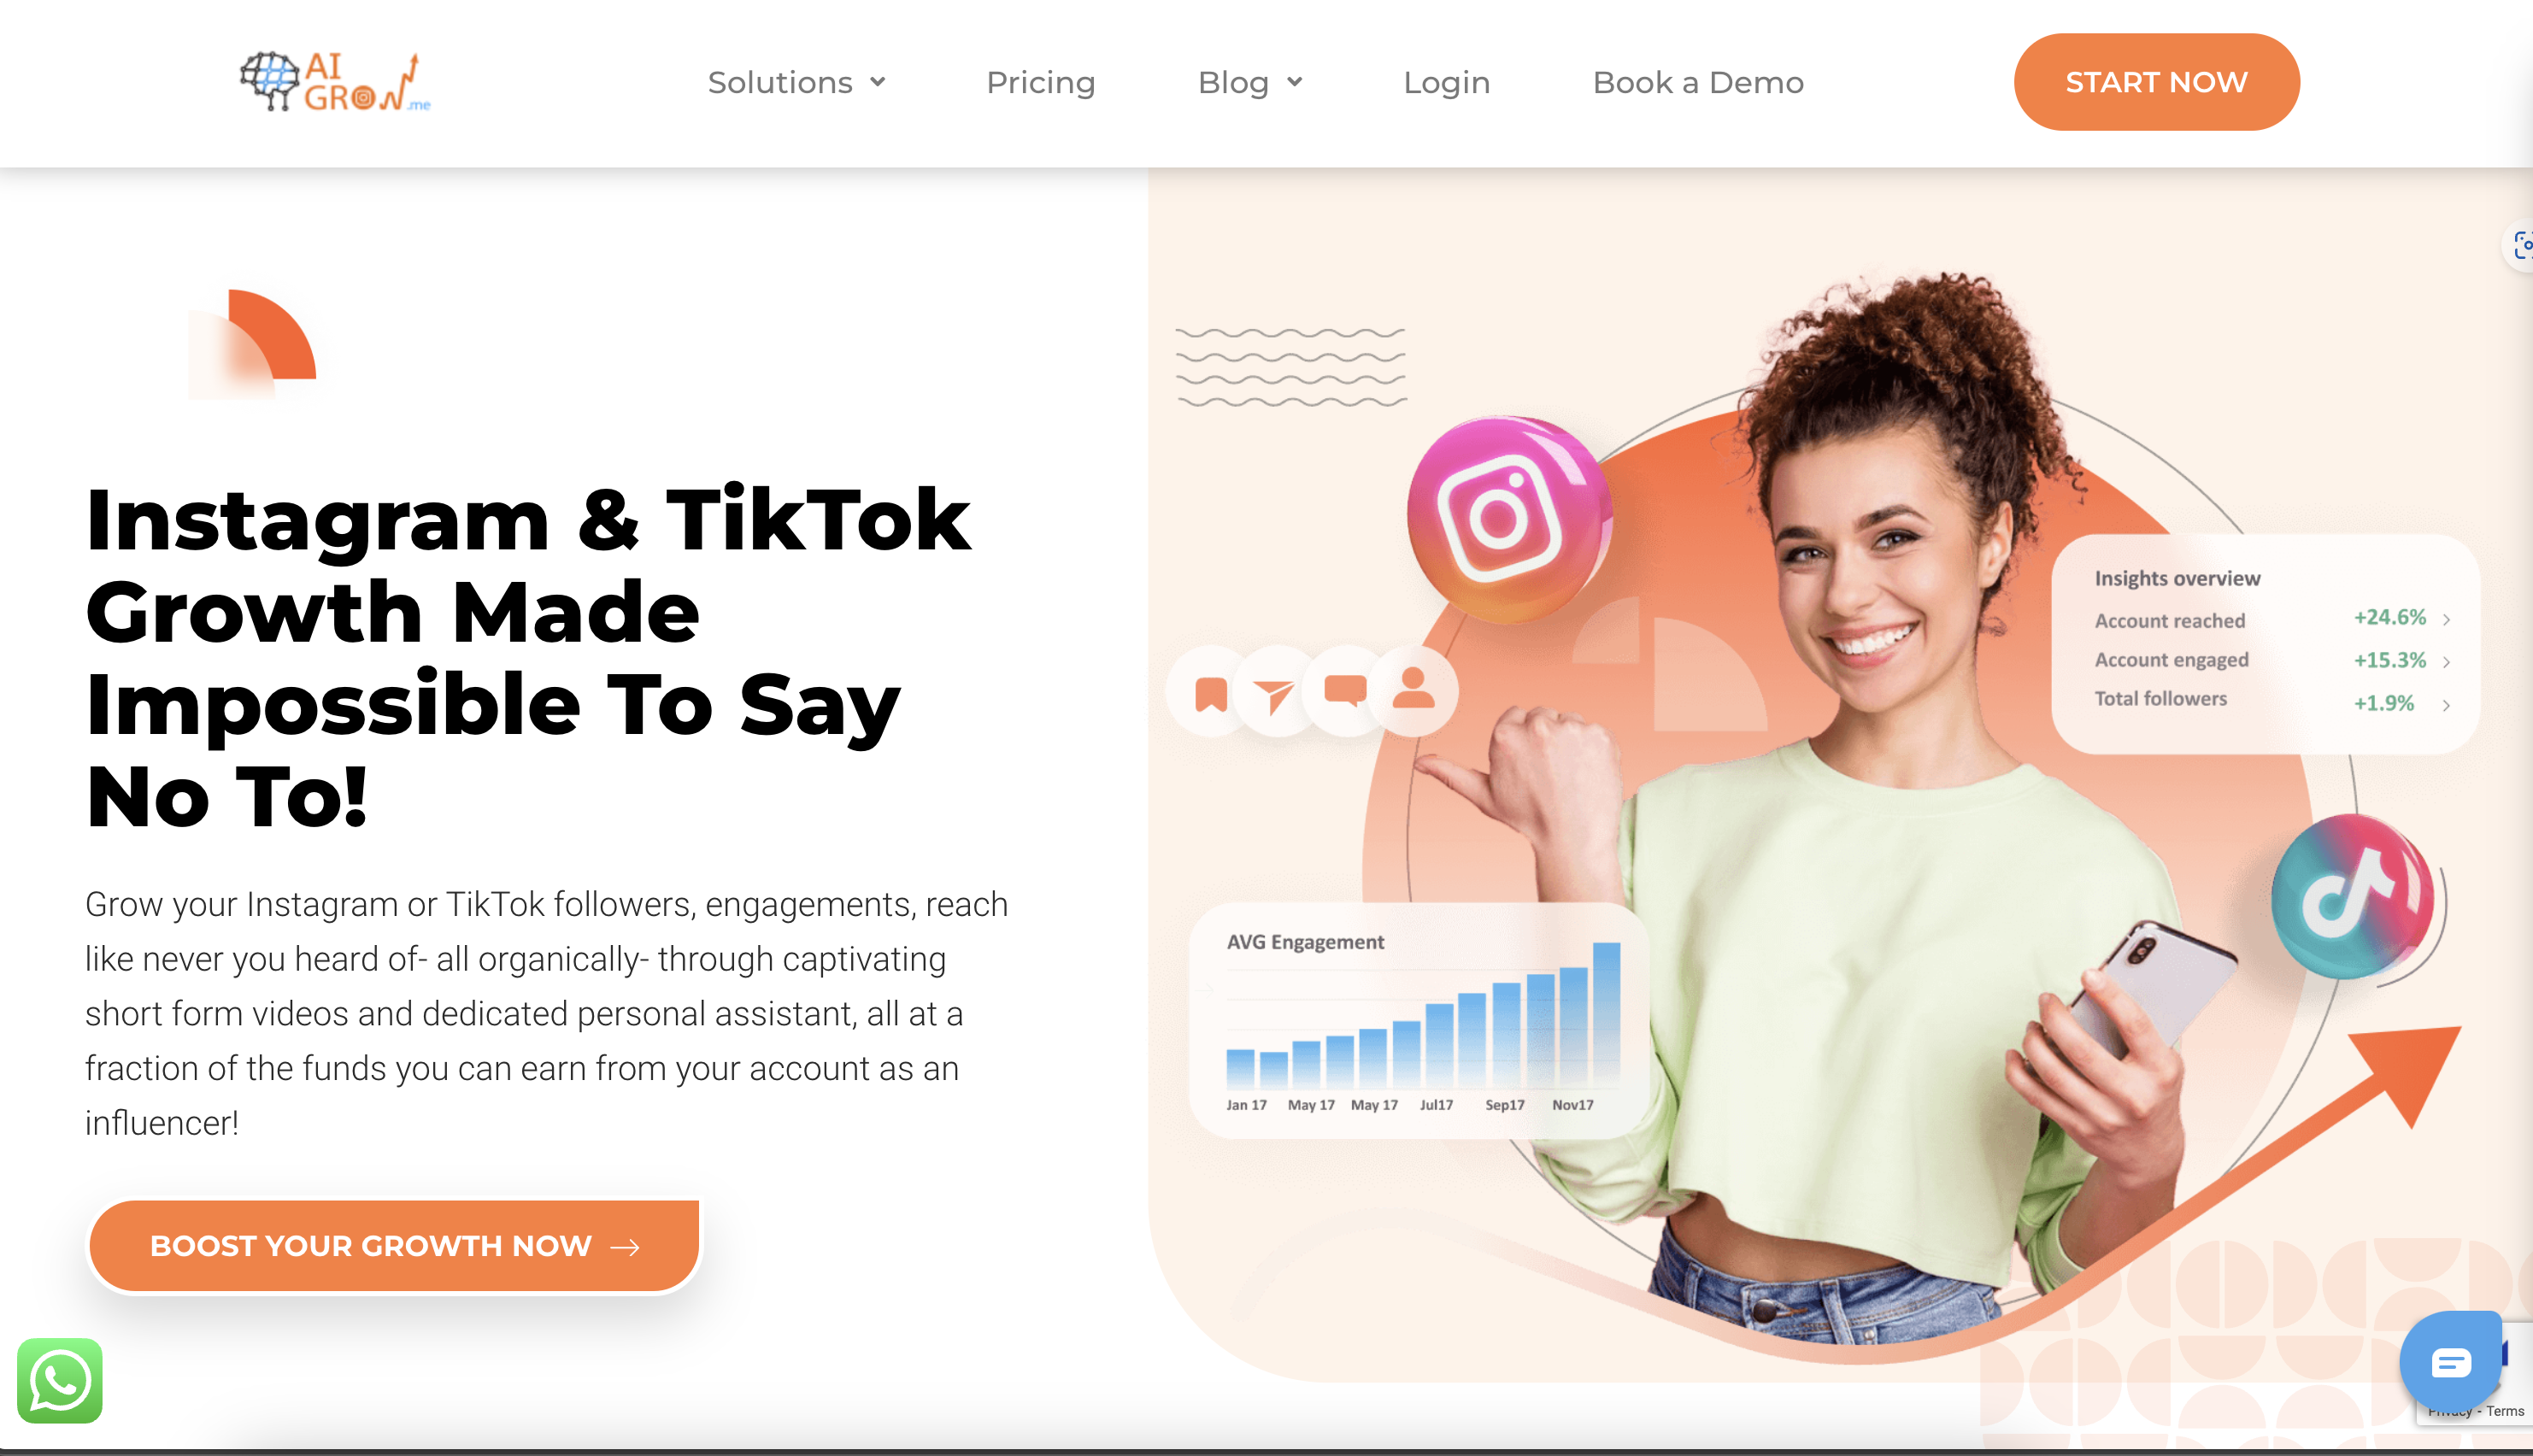 AI
GROW.me
Solutions
Pricing
Blog
Login
Book a Demo
START NOW
Instagram & TikTok
Growth Made
Impossible To Say
No To!
Grow your Instagram or TikTok followers, engagements, reach
like never you heard of- all organically- through captivating
short form videos and dedicated personal assistant, all at a
fraction of the funds you can earn from your account as an
influencer!
BOOST YOUR GROWTH NOW
Insights overview
Account reached +24.6%
Account engaged +15.3%
Total followers +1.9%
AVG Engagement
Jan 17 May 17 May 17 Jul17 Sep17 Nov17
Privacy - Terms